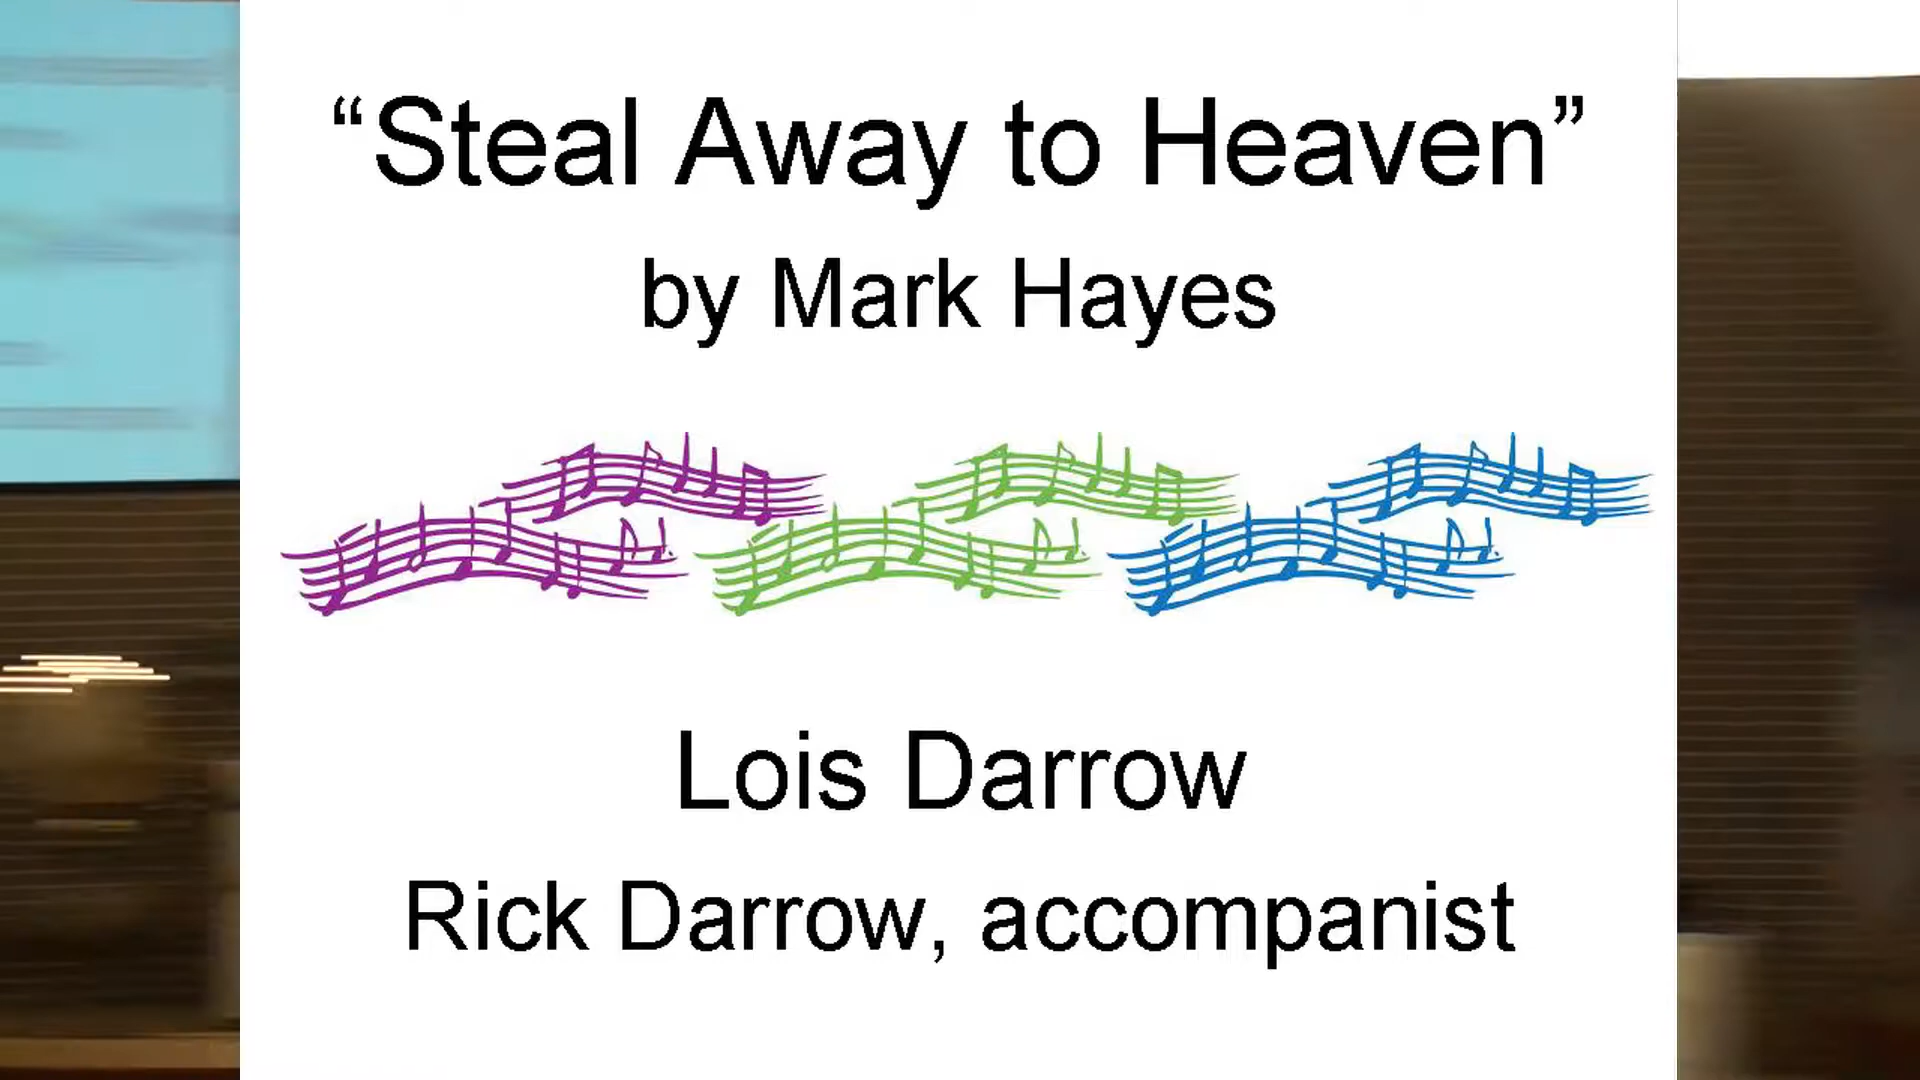 “Steal Away to Heaven”
by Mark Hayes
Lois Darrow
Rick Darrow, accompanist